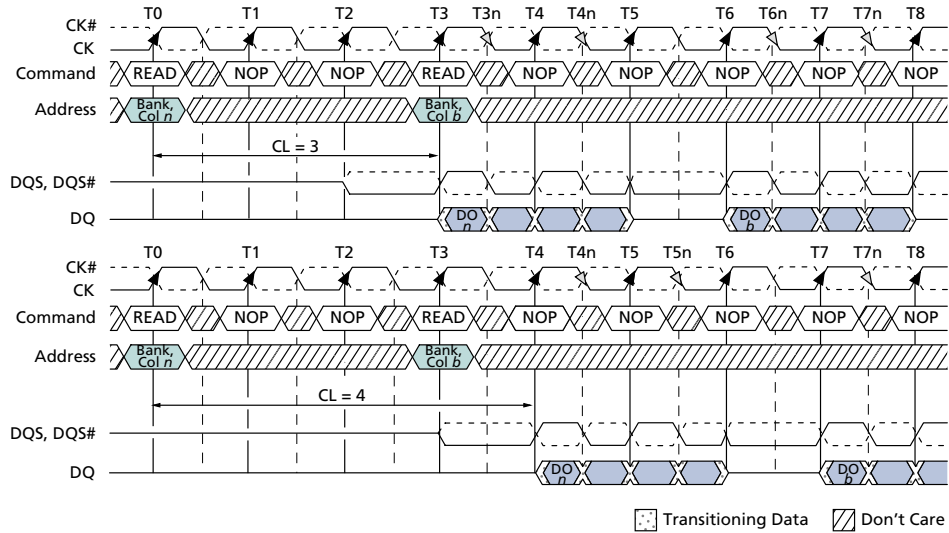 T0 T1 T2 T3 T3n T4 T4n T5 T6 T6n T7 T7n T8
CK#
CK
Command READ NOP NOP READ NOP NOP NOP NOP NOP
Address Bank, Col n Bank, Col b
CL = 3
DQS, DQS#
DQ DO n DO b
T0 T1 T2 T3 T4 T4n T5 T5n T6 T7 T7n T8
CK#
CK
Command READ NOP NOP READ NOP NOP NOP NOP NOP
Address Bank, Col n Bank, Col b
CL = 4
DQS, DQS#
DQ DO n DO b
Transitioning Data Don't Care